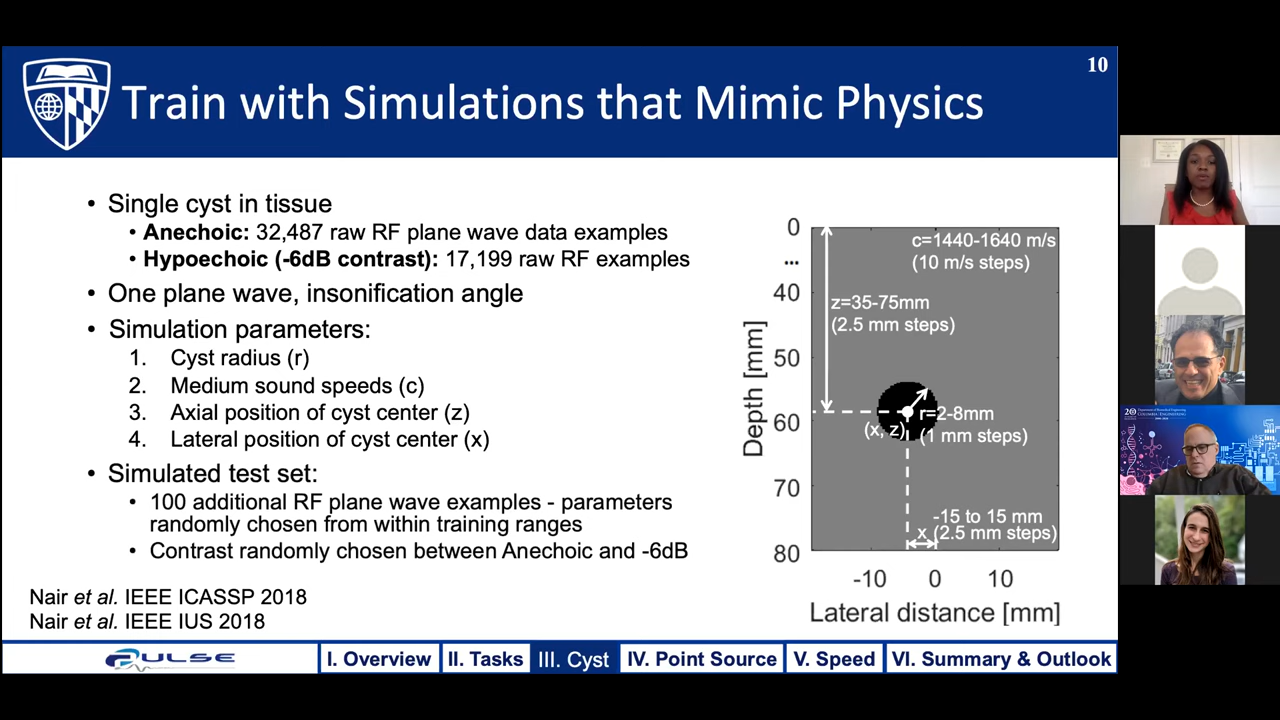 10
Train with Simulations that Mimic Physics
• Single cyst in tissue
• Anechoic: 32,487 raw RF plane wave data examples
• Hypoechoic (-6dB contrast): 17,199 raw RF examples
• One plane wave, insonification angle
• Simulation parameters:
1. Cyst radius (r)
2. Medium sound speeds (c)
3. Axial position of cyst center (z)
4. Lateral position of cyst center (x)
• Simulated test set:
• 100 additional RF plane wave examples - parameters
randomly chosen from within training ranges
• Contrast randomly chosen between Anechoic and -6dB
Nair et al. IEEE ICASSP 2018
Nair et al. IEEE IUS 2018
0
...
40
50
60
70
80
Depth [mm]
c=1440-1640 m/s
(10 m/s steps)
z=35-75mm
(2.5 mm steps)
r=2-8mm
(x, z)
(1 mm steps)
-15 to 15 mm
x (2.5 mm steps)
-10 0 10
Lateral distance [mm]
PULSE
I. Overview
II. Tasks
III. Cyst
IV. Point Source
V. Speed
VI. Summary & Outlook
20
Department of Biomedical Engineering
COLUMBIA | ENGINEERING